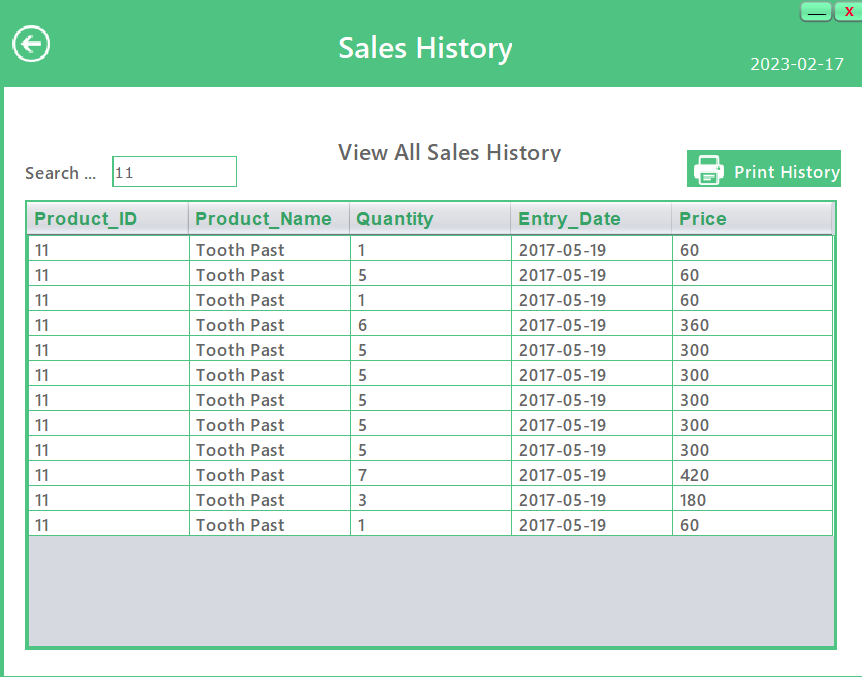 X
Sales History
2023-02-17
View All Sales History
Search ... 11 Print History
Product_ID Product_Name Quantity Entry_Date Price
11 Tooth Past 1 2017-05-19 60
11 Tooth Past 5 2017-05-19 60
11 Tooth Past 1 2017-05-19 60
11 Tooth Past 6 2017-05-19 360
11 Tooth Past 5 2017-05-19 300
11 Tooth Past 5 2017-05-19 300
11 Tooth Past 5 2017-05-19 300
11 Tooth Past 5 2017-05-19 300
11 Tooth Past 5 2017-05-19 300
11 Tooth Past 7 2017-05-19 420
11 Tooth Past 3 2017-05-19 180
11 Tooth Past 1 2017-05-19 60